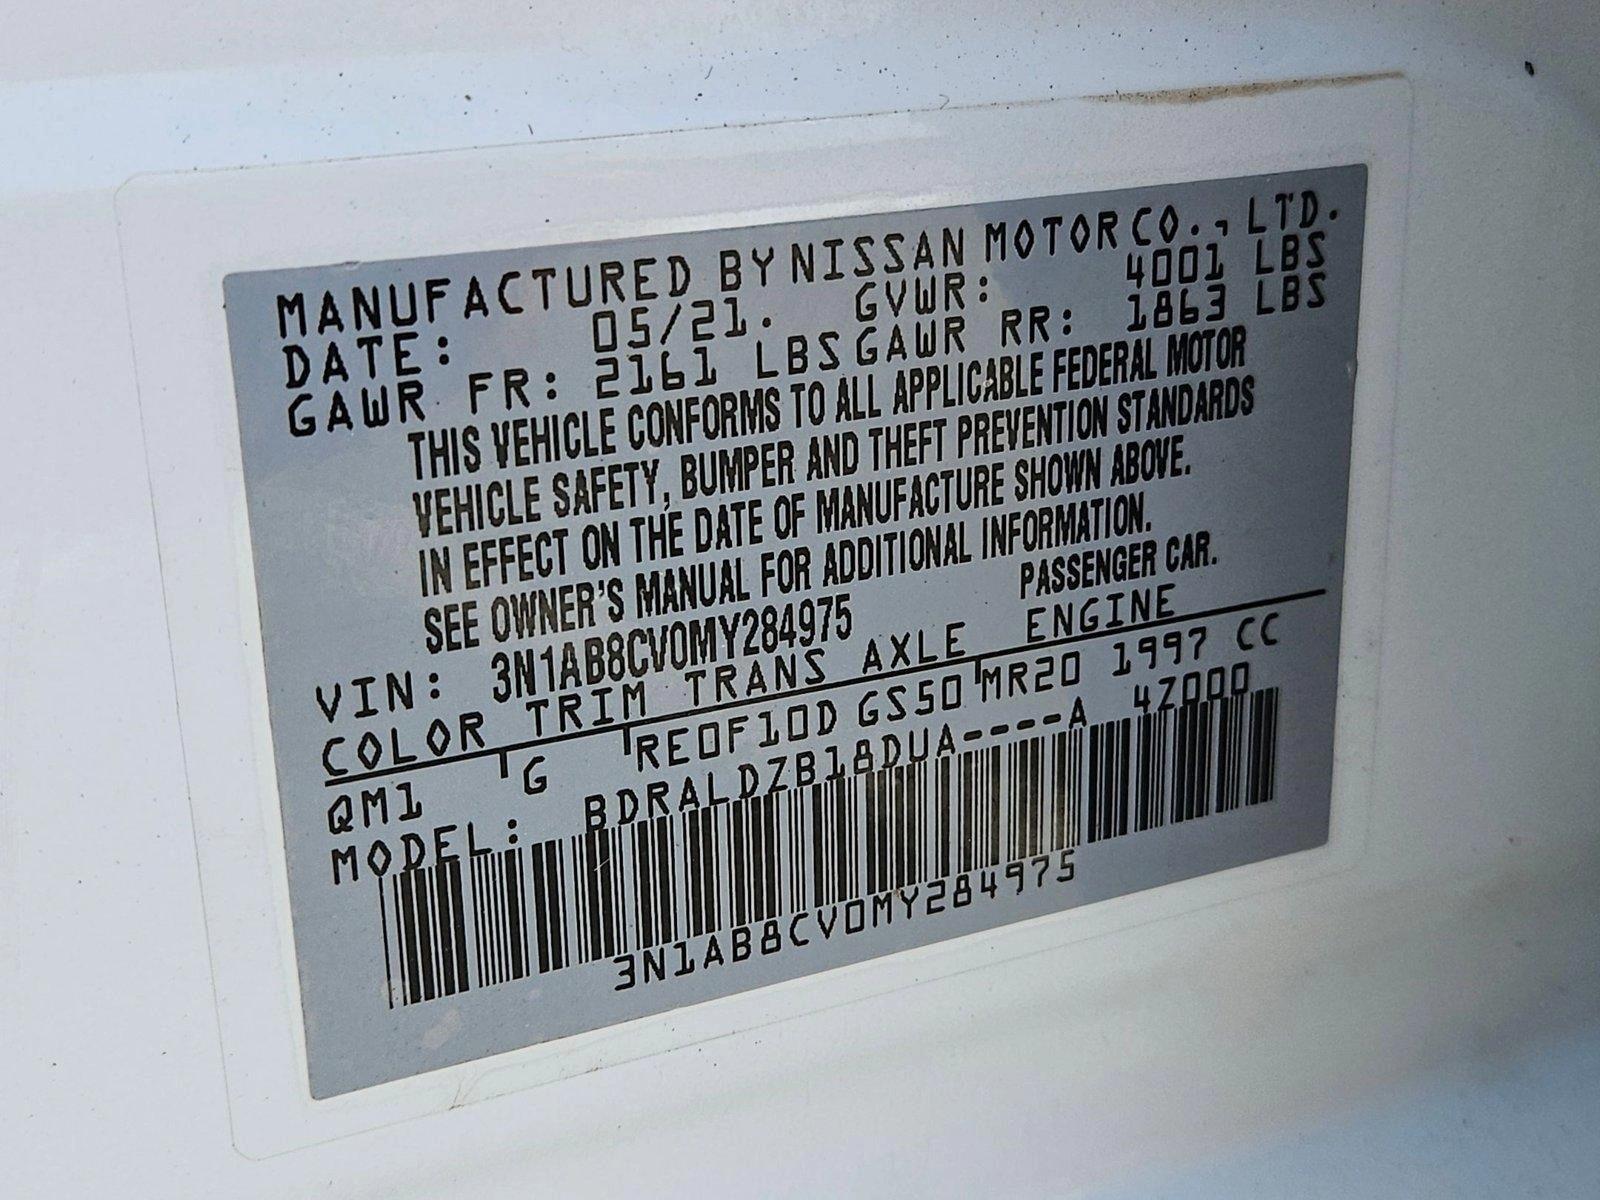 MANUFACTURED BY NISSAN MOTOR CO., LTD.
DATE: 05/21. GVWR: 4001 LBS
GAWR FR: 2161 LBS GAWR RR: 1863 LBS
THIS VEHICLE CONFORMS TO ALL APPLICABLE FEDERAL MOTOR
VEHICLE SAFETY, BUMPER AND THEFT PREVENTION STANDARDS
IN EFFECT ON THE DATE OF MANUFACTURE SHOWN ABOVE.
SEE OWNER'S MANUAL FOR ADDITIONAL INFORMATION.
VIN: 3N1AB8CV0MY284975 PASSENGER CAR.
COLOR TRIM TRANS AXLE ENGINE
QM1 G RE0F10D GS50 MR20 1997 CC
MODEL: BDRALDZB18DUA----A 4Z000
3N1AB8CV0MY284975